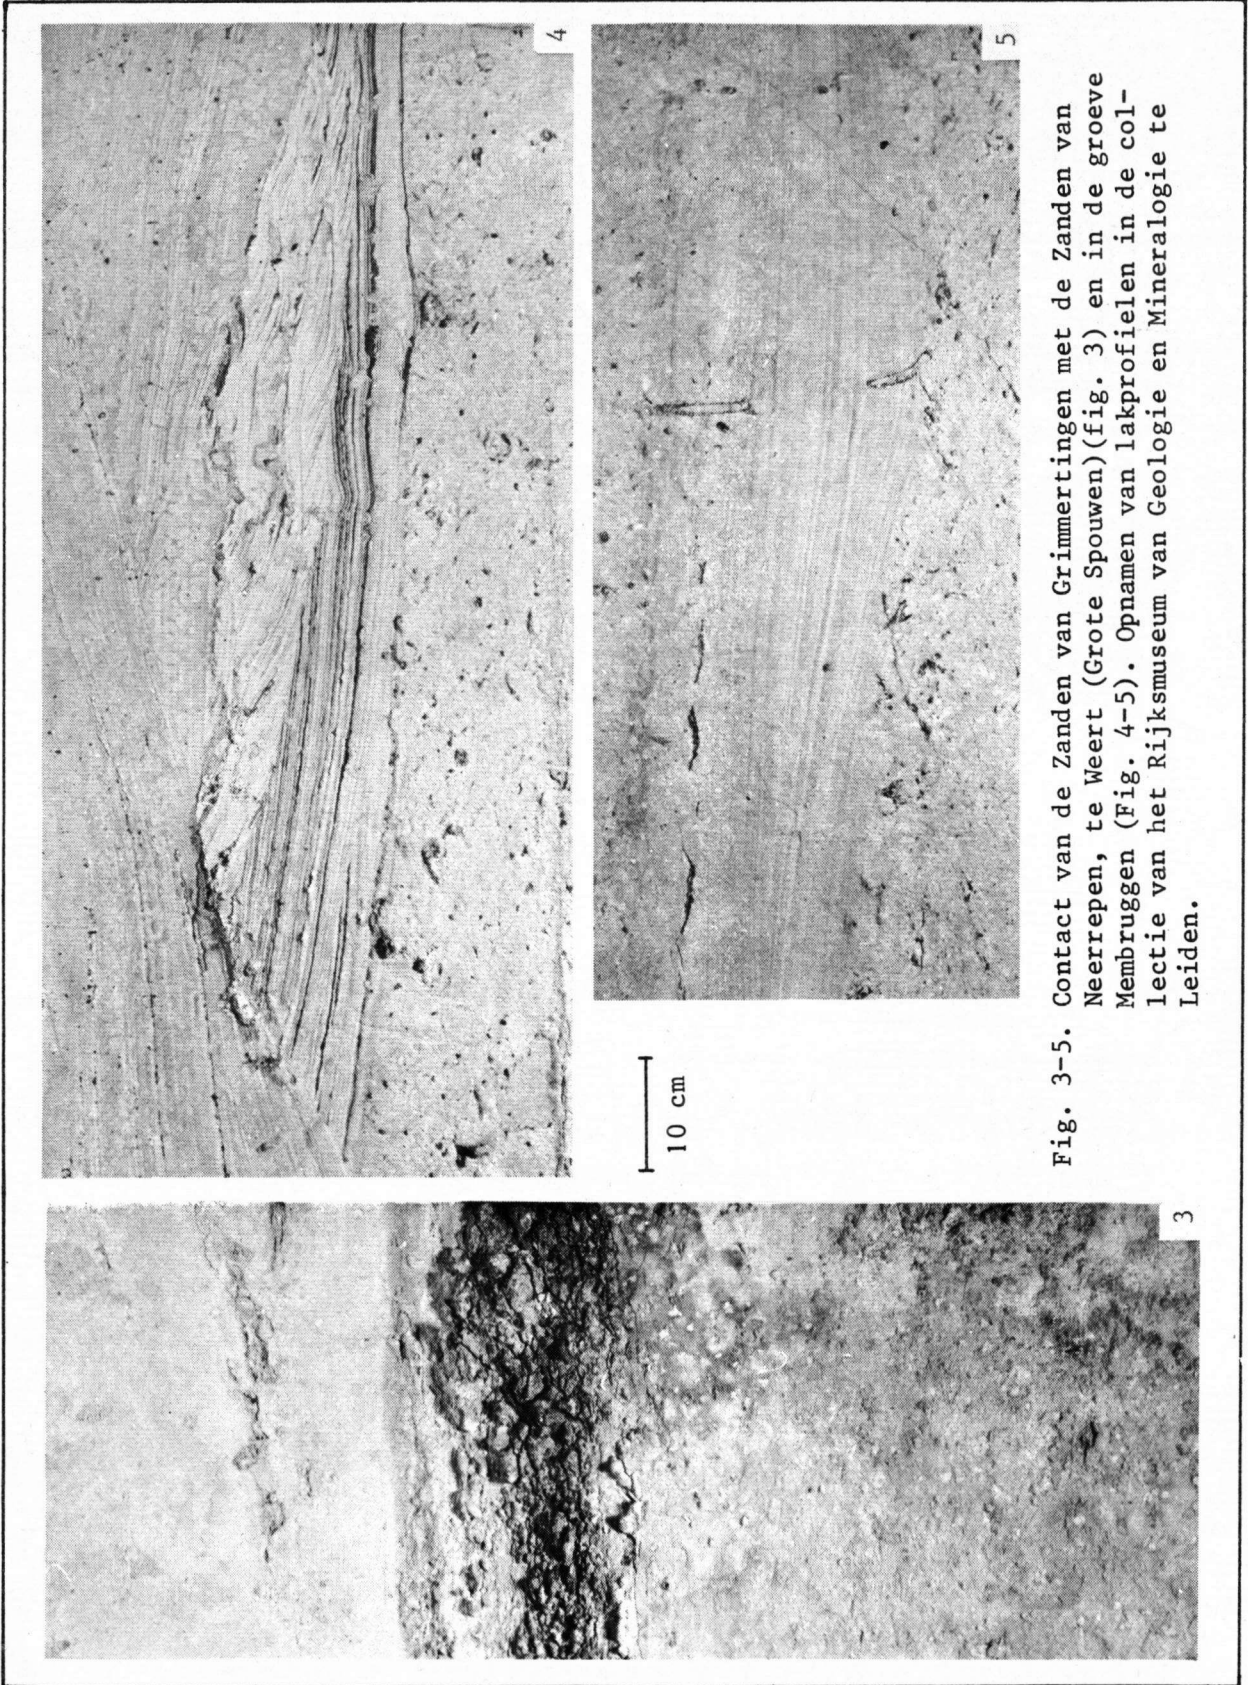 3
4
5
10 cm
Fig. 3-5. Contact van de Zanden van Grimmertingen met de Zanden van
Neerrepen, te Weert (Grote Spouwen)(fig. 3) en in de groeve
Membruggen (Fig. 4-5). Opnamen van lakprofielen in de col-
lectie van het Rijksmuseum van Geologie en Mineralogie te
Leiden.